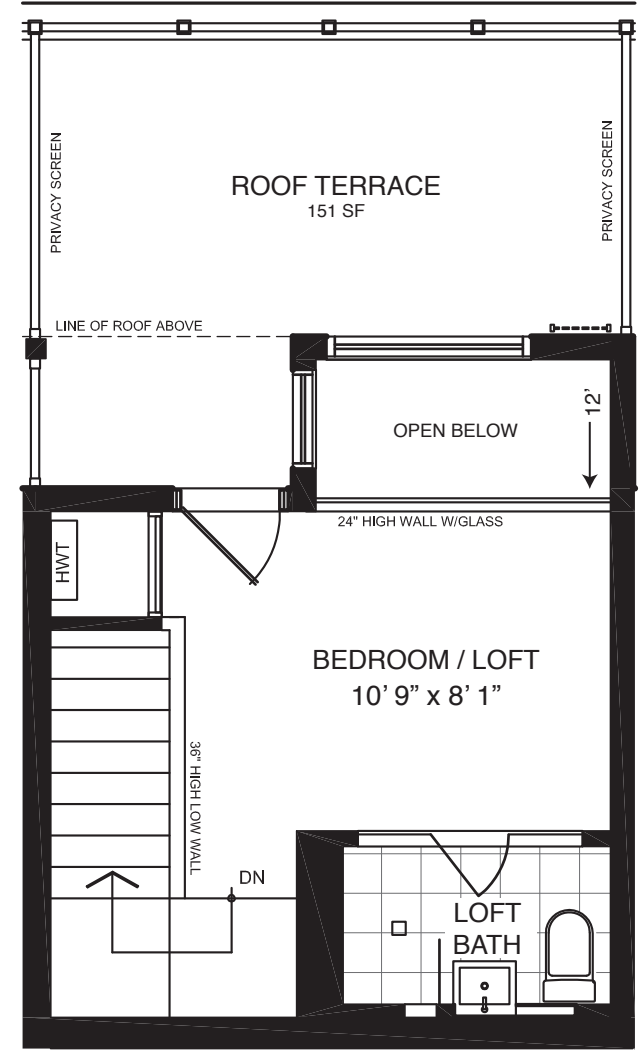 ROOF TERRACE
151 SF
PRIVACY SCREEN
PRIVACY SCREEN
LINE OF ROOF ABOVE
OPEN BELOW
12'
24" HIGH WALL W/GLASS
HWT
BEDROOM / LOFT
10’ 9” x 8’ 1”
36" HIGH LOW WALL
DN
LOFT
BATH